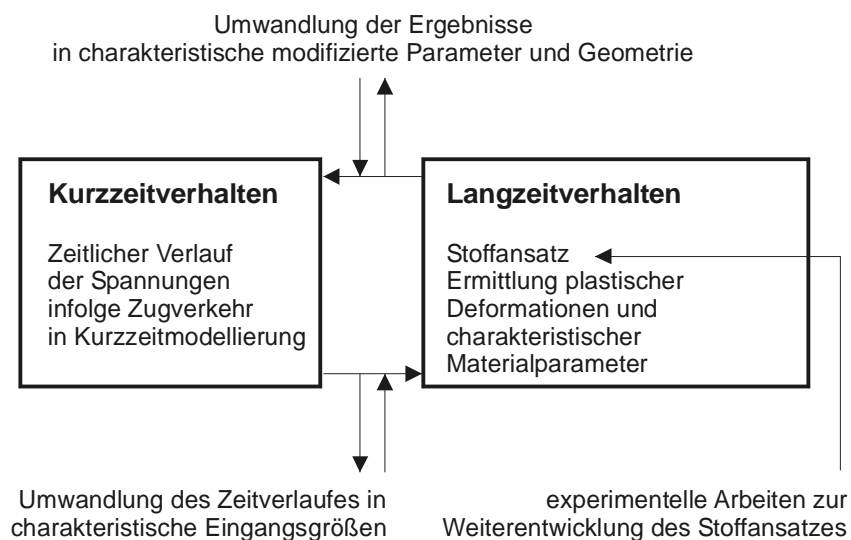 Umwandlung der Ergebnisse
in charakteristische modifizierte Parameter und Geometrie
Kurzzeitverhalten
Zeitlicher Verlauf
der Spannungen
infolge Zugverkehr
in Kurzzeitmodellierung
Langzeitverhalten
Stoffansatz
Ermittlung plastischer
Deformationen und
charakteristischer
Materialparameter
Umwandlung des Zeitverlaufes in
charakteristische Eingangsgrößen
experimentelle Arbeiten zur
Weiterentwicklung des Stoffansatzes